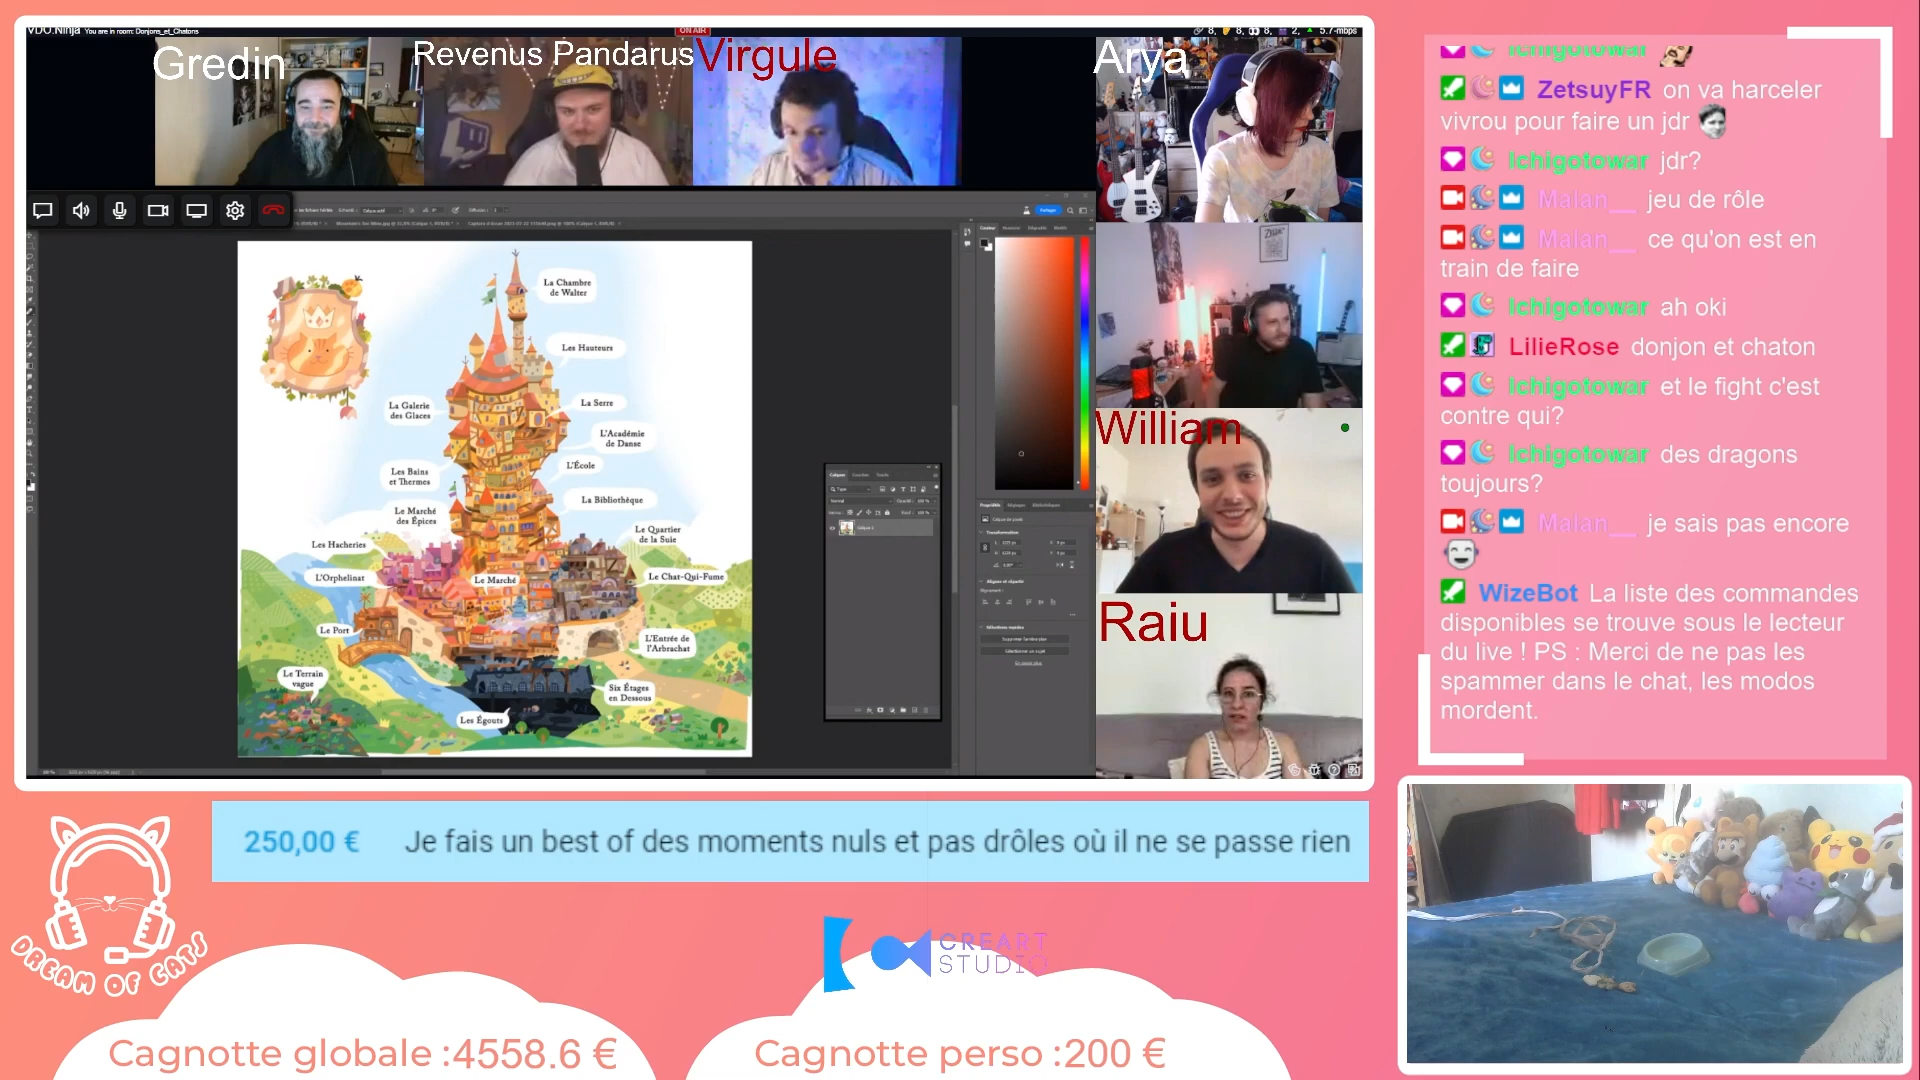 VDO.Ninja You are in room: Donjons_et_Chatons
ON AIR
Gredin
Revenus Pandarus
Virgule
Arya
William
Raiu
La Chambre
de Walter
Les Hauteurs
La Galerie
des Glaces
La Serre
L'Académie
de Danse
L'École
Les Bains
et Thermes
La Bibliothèque
Le Marché
des Épices
Le Quartier
de la Suie
Les Hacheries
L'Orphelinat
Le Marché
Le Chat-Qui-Fume
Le Port
L'Entrée de
l'Arbrachat
Le Terrain
vague
Six Étages
en Dessous
Les Égouts
Ichigotowar
ZetsuyFR on va harceler
vivrou pour faire un jdr
Ichigotowar jdr?
Malan__ jeu de rôle
Malan__ ce qu'on est en
train de faire
Ichigotowar ah oki
LilieRose donjon et chaton
Ichigotowar et le fight c'est
contre qui?
Ichigotowar des dragons
toujours?
Malan__ je sais pas encore
WizeBot La liste des commandes
disponibles se trouve sous le lecteur
du live ! PS : Merci de ne pas les
spammer dans le chat, les modos
mordent.
250,00 € Je fais un best of des moments nuls et pas drôles où il ne se passe rien
DREAM OF CATS
CREART
STUDIO
Cagnotte globale :4558.6 €
Cagnotte perso :200 €